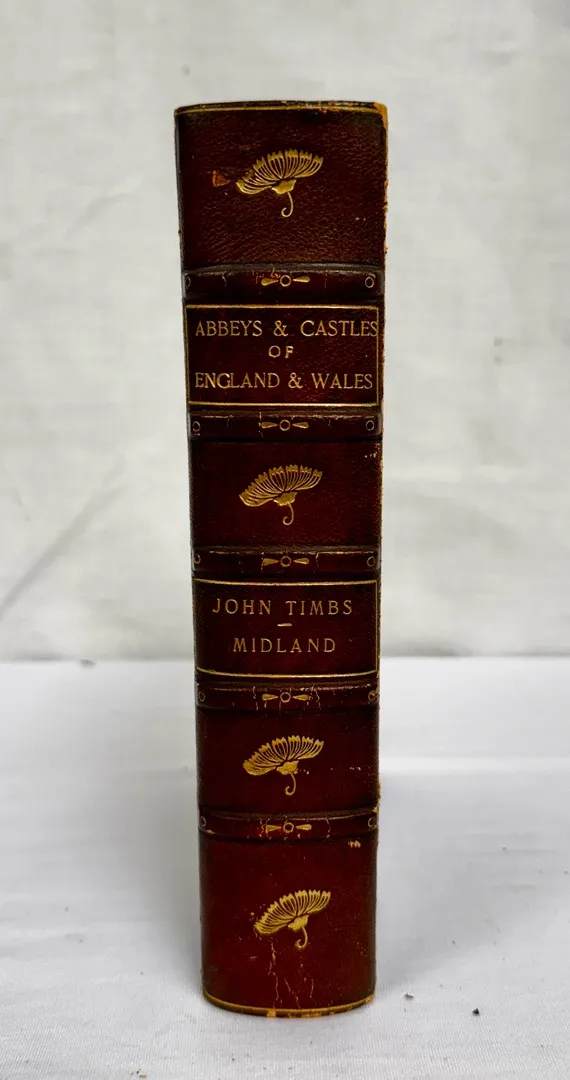 ABBEYS & CASTLES
OF
ENGLAND & WALES
JOHN TIMBS
–
MIDLAND